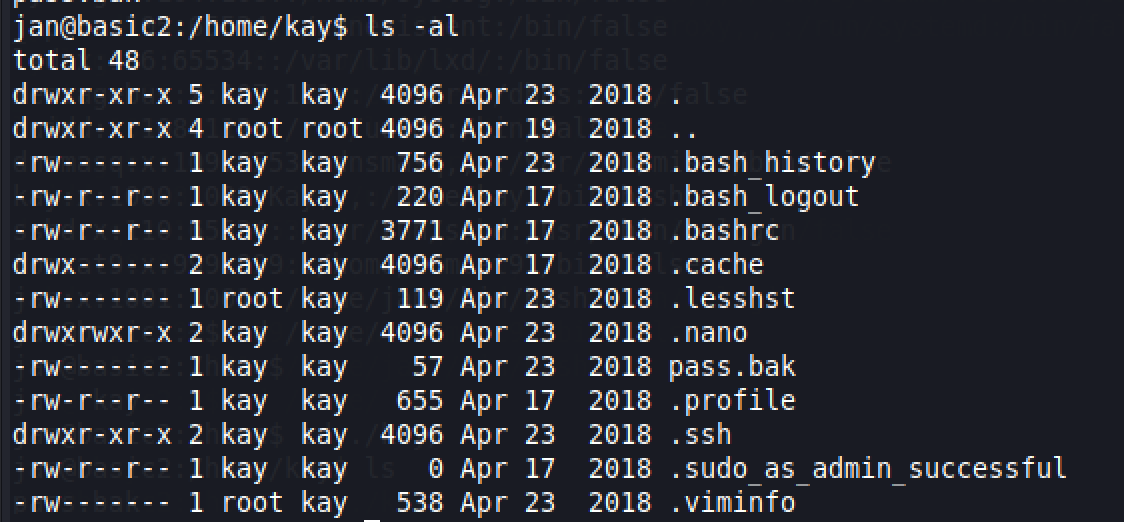 jan@basic2:/home/kay$ ls -al
total 48
drwxr-xr-x 5 kay  kay  4096 Apr 23  2018 .
drwxr-xr-x 4 root root 4096 Apr 19  2018 ..
-rw------- 1 kay  kay   756 Apr 23  2018 .bash_history
-rw-r--r-- 1 kay  kay   220 Apr 17  2018 .bash_logout
-rw-r--r-- 1 kay  kay  3771 Apr 17  2018 .bashrc
drwx------ 2 kay  kay  4096 Apr 17  2018 .cache
-rw------- 1 root kay   119 Apr 23  2018 .lesshst
drwxrwxr-x 2 kay  kay  4096 Apr 23  2018 .nano
-rw------- 1 kay  kay    57 Apr 23  2018 pass.bak
-rw-r--r-- 1 kay  kay   655 Apr 17  2018 .profile
drwxr-xr-x 2 kay  kay  4096 Apr 23  2018 .ssh
-rw-r--r-- 1 kay  kay     0 Apr 17  2018 .sudo_as_admin_successful
-rw------- 1 root kay   538 Apr 23  2018 .viminfo